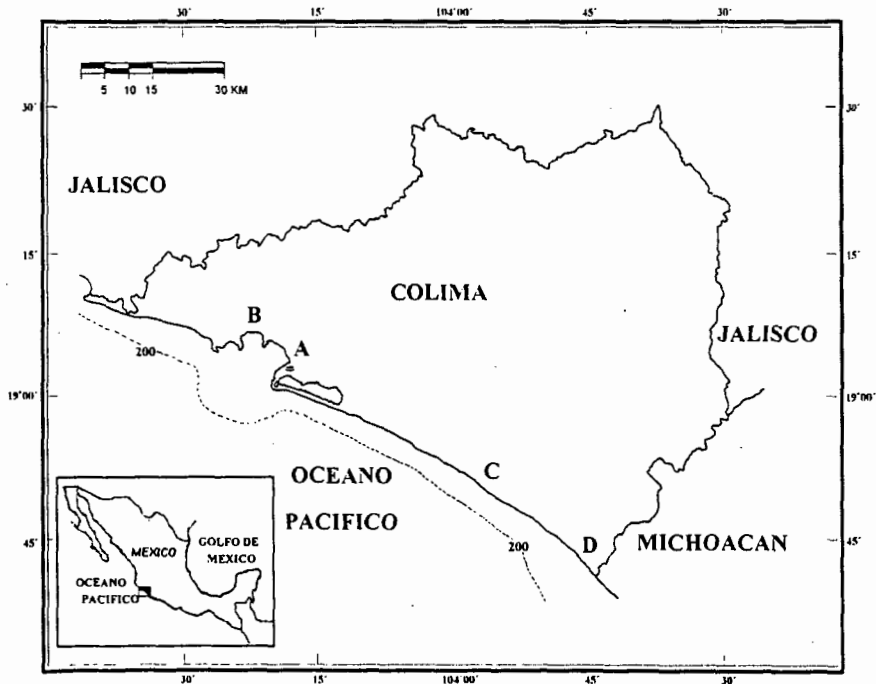 30´ 15´ 104°00´ 45´ 30´
5 10 15 30 KM
30´ 30´
JALISCO
15´ 15´
COLIMA
B
JALISCO
A
200
19°00´ 19°00´
OCEANO
PACIFICO
C
200
45´ 45´
D
MICHOACAN
MEXICO
GOLFO DE
MEXICO
OCEANO
PACIFICO
30´ 15´ 104°00´ 45´ 30´